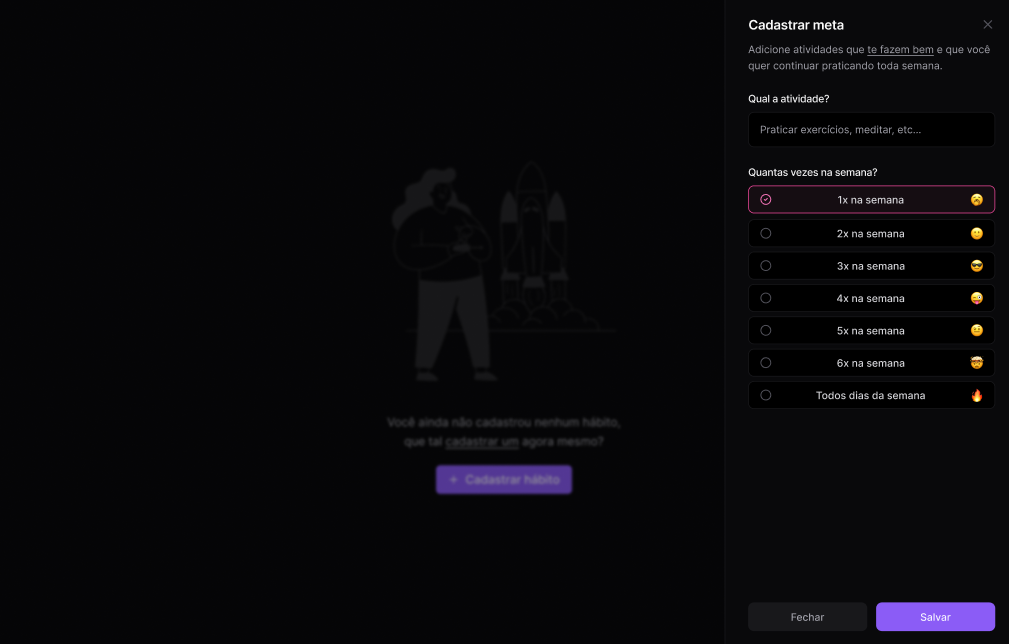 Cadastrar meta
Adicione atividades que te fazem bem e que você
quer continuar praticando toda semana.
Qual a atividade?
Praticar exercícios, meditar, etc...
Quantas vezes na semana?
1x na semana
2x na semana
3x na semana
4x na semana
5x na semana
6x na semana
Todos dias da semana
Você ainda não cadastrou nenhum hábito,
que tal cadastrar um agora mesmo?
+ Cadastrar hábito
Fechar
Salvar